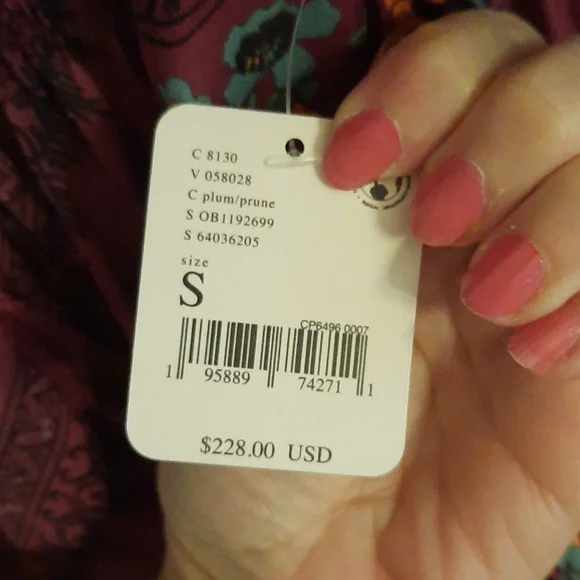 C 8130
V 058028
C plum/prune
S OB1192699
S 64036205
size
S
CP6496 0007
1 95889 74271 1
$228.00 USD